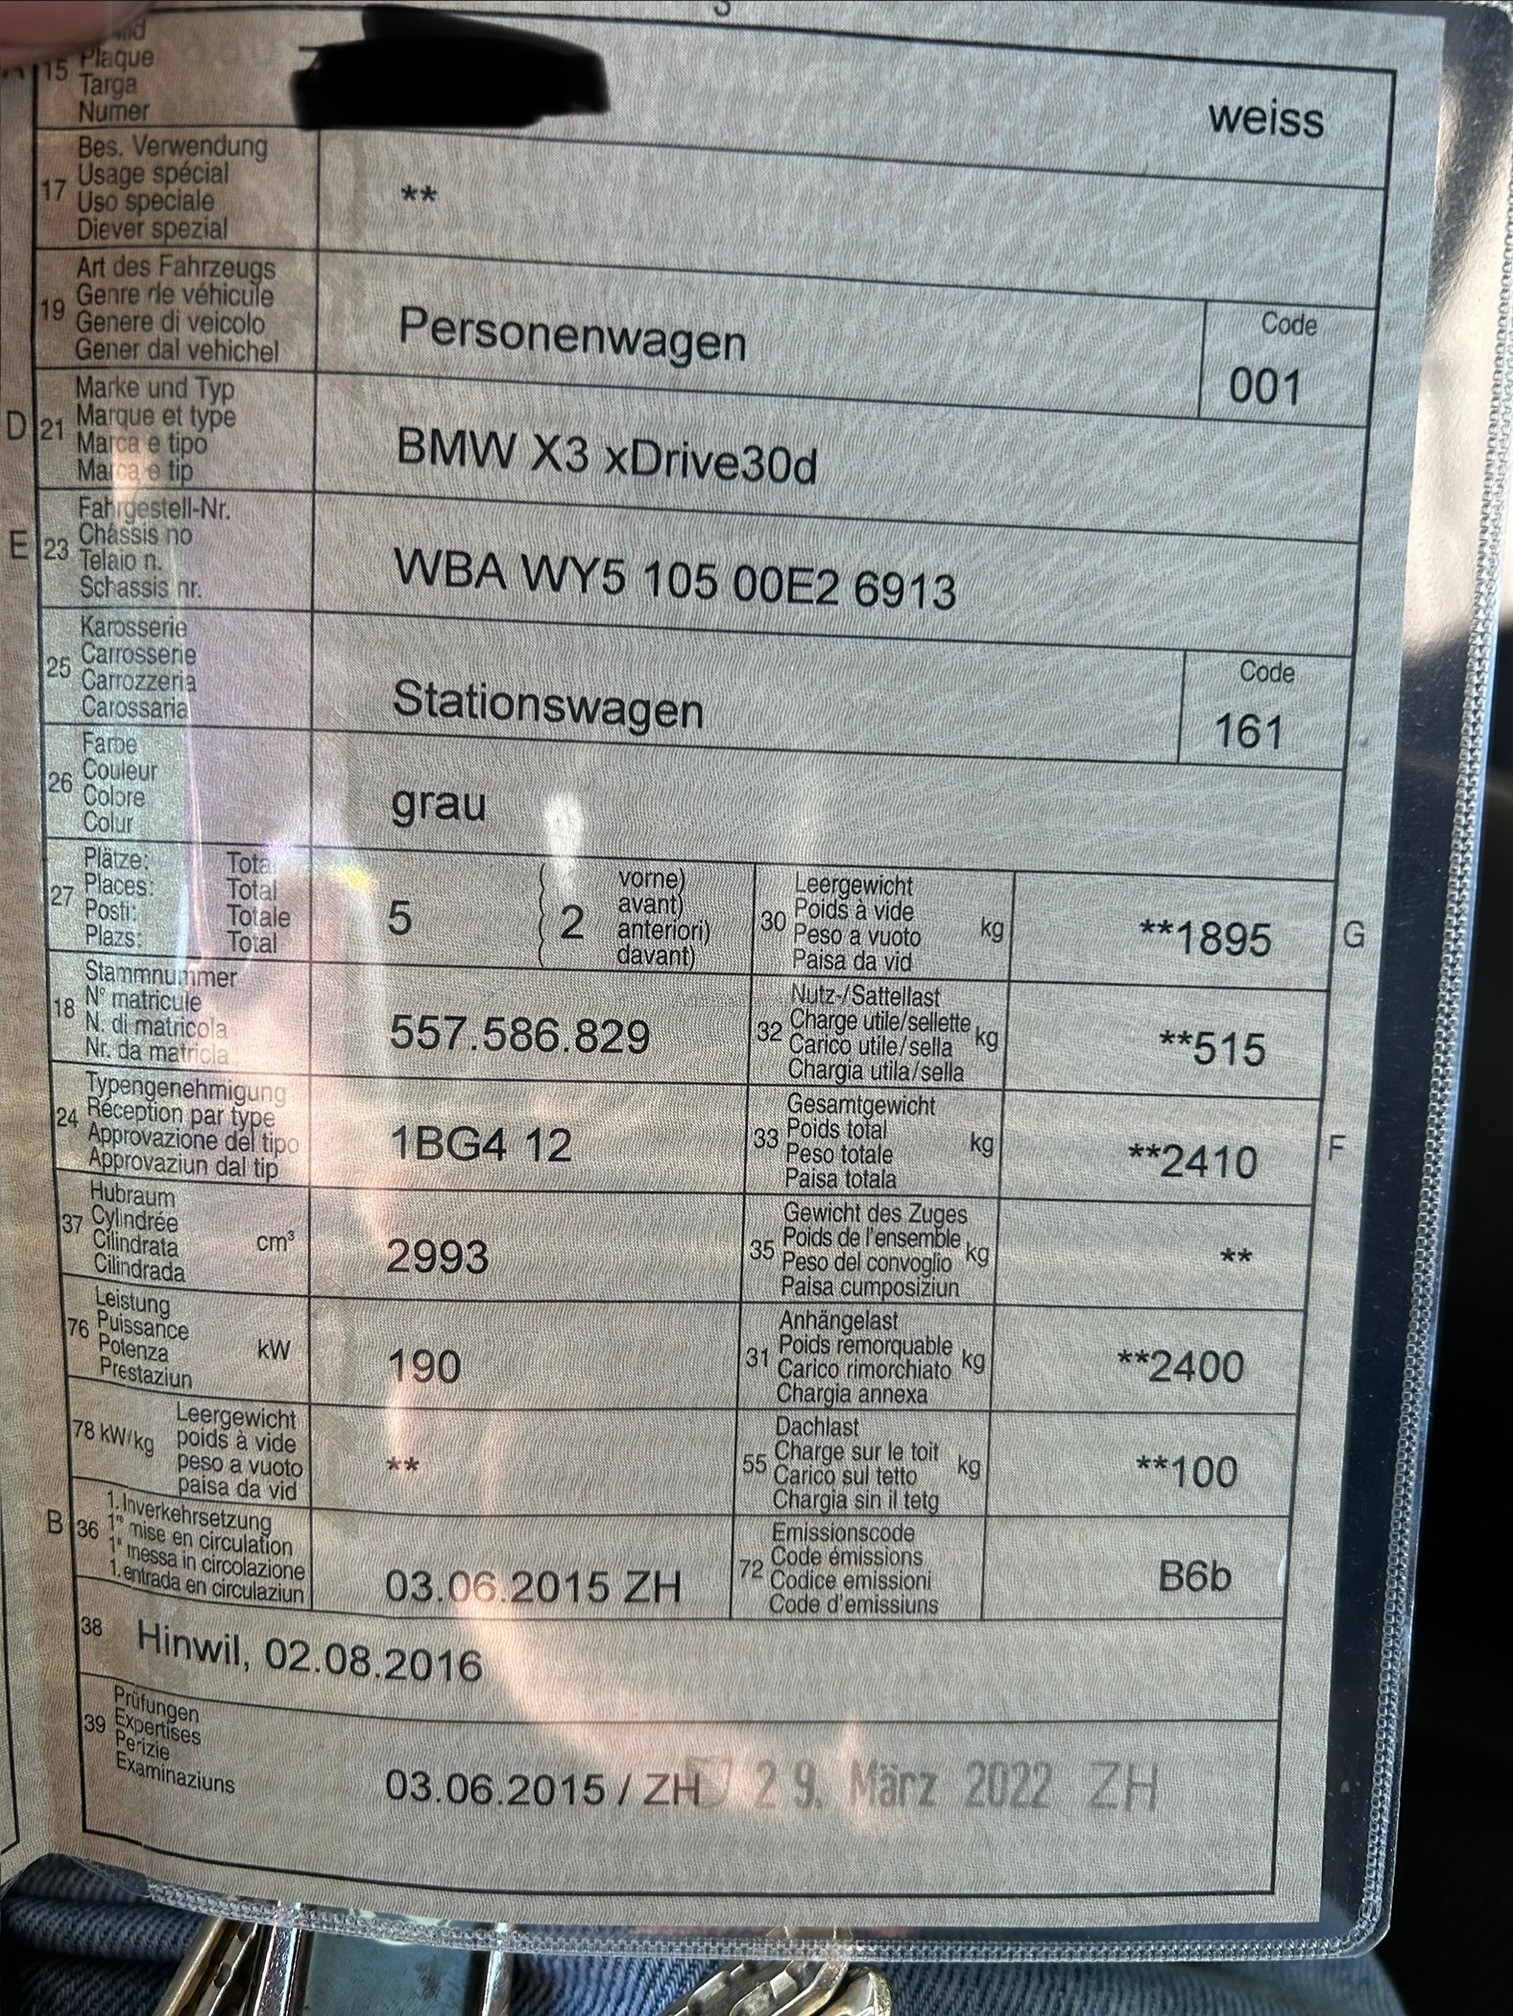 15 Plaque
Targa
Numer
weiss
Bes. Verwendung
17 Usage spécial
Uso speciale
Diever spezial
**
Art des Fahrzeugs
19 Genre de véhicule
Genere di veicolo
Gener dal vehichel
Personenwagen
Code
001
Marke und Typ
D 21 Marque et type
Marca e tipo
Marca e tip
BMW X3 xDrive30d
Fahrgestell-Nr.
E 23 Châssis no
Telaio n.
Schassis nr.
WBA WY5 105 00E2 6913
Karosserie
25 Carrosserie
Carrozzeria
Carossaria
Stationswagen
Code
161
Farbe
26 Couleur
Colore
Colur
grau
Plätze: Total
27 Places: Total
Posti: Totale
Plazs: Total
5 ( 2 vorne)
avant)
anteriori)
davant)
Leergewicht
30 Poids à vide kg
Peso a vuoto
Paisa da vid
**1895 G
Stammnummer
18 N° matricule
N. di matricola
Nr. da matricla
557.586.829
Nutz-/Sattellast
32 Charge utile/sellette kg
Carico utile/sella
Chargia utila/sella
**515
Typengenehmigung
24 Réception par type
Approvazione del tipo
Approvaziun dal tip
1BG4 12
Gesamtgewicht
33 Poids total kg
Peso totale
Paisa totala
**2410 F
Hubraum
37 Cylindrée cm³
Cilindrata
Cilindrada
2993
Gewicht des Zuges
35 Poids de l'ensemble kg
Peso del convoglio
Paisa cumposiziun
**
Leistung
76 Puissance kW
Potenza
Prestaziun
190
Anhängelast
31 Poids remorquable kg
Carico rimorchiato
Chargia annexa
**2400
Leergewicht
78 kW/kg poids à vide
peso a vuoto
paisa da vid
**
Dachlast
55 Charge sur le toit kg
Carico sul tetto
Chargia sin il tetg
**100
1. Inverkehrsetzung
B 36 1re mise en circulation
1a messa in circolazione
1. entrada en circulaziun
03.06.2015 ZH
Emissionscode
72 Code émissions
Codice emissioni
Code d'emissiuns
B6b
38 Hinwil, 02.08.2016
Prüfungen
39 Expertises
Perizie
Examinaziuns
03.06.2015 / ZH 29. März 2022 ZH